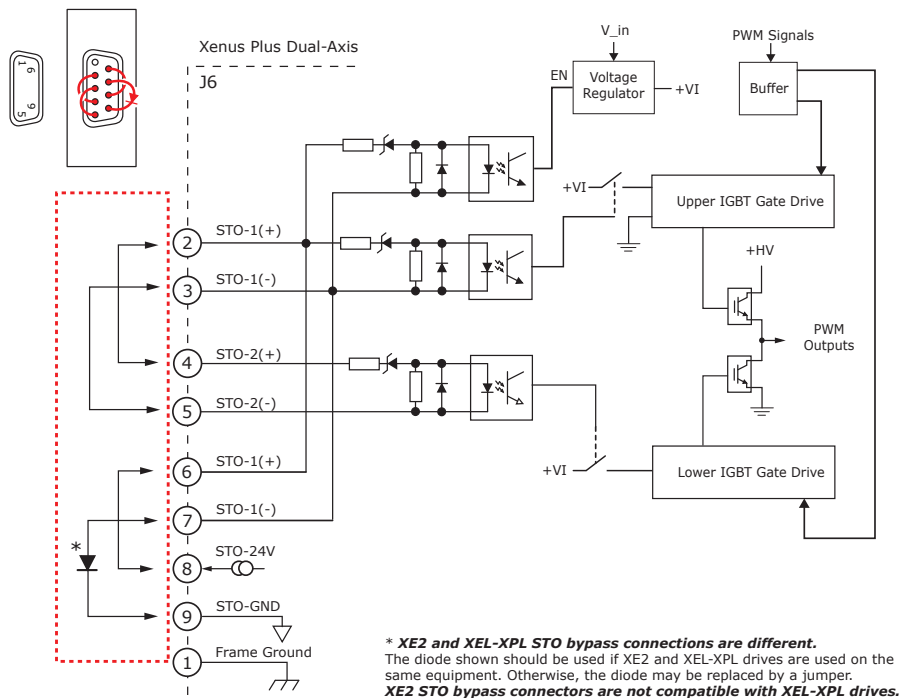 1
6
9
5
Xenus Plus Dual-Axis
J6
V_in
EN
Voltage
Regulator
+VI
PWM Signals
Buffer
+VI
Upper IGBT Gate Drive
+HV
PWM
Outputs
2
STO-1(+)
3
STO-1(-)
4
STO-2(+)
5
STO-2(-)
+VI
Lower IGBT Gate Drive
6
STO-1(+)
7
STO-1(-)
*
8
STO-24V
9
STO-GND
1
Frame Ground
* XE2 and XEL-XPL STO bypass connections are different.
The diode shown should be used if XE2 and XEL-XPL drives are used on the
same equipment. Otherwise, the diode may be replaced by a jumper.
XE2 STO bypass connectors are not compatible with XEL-XPL drives.